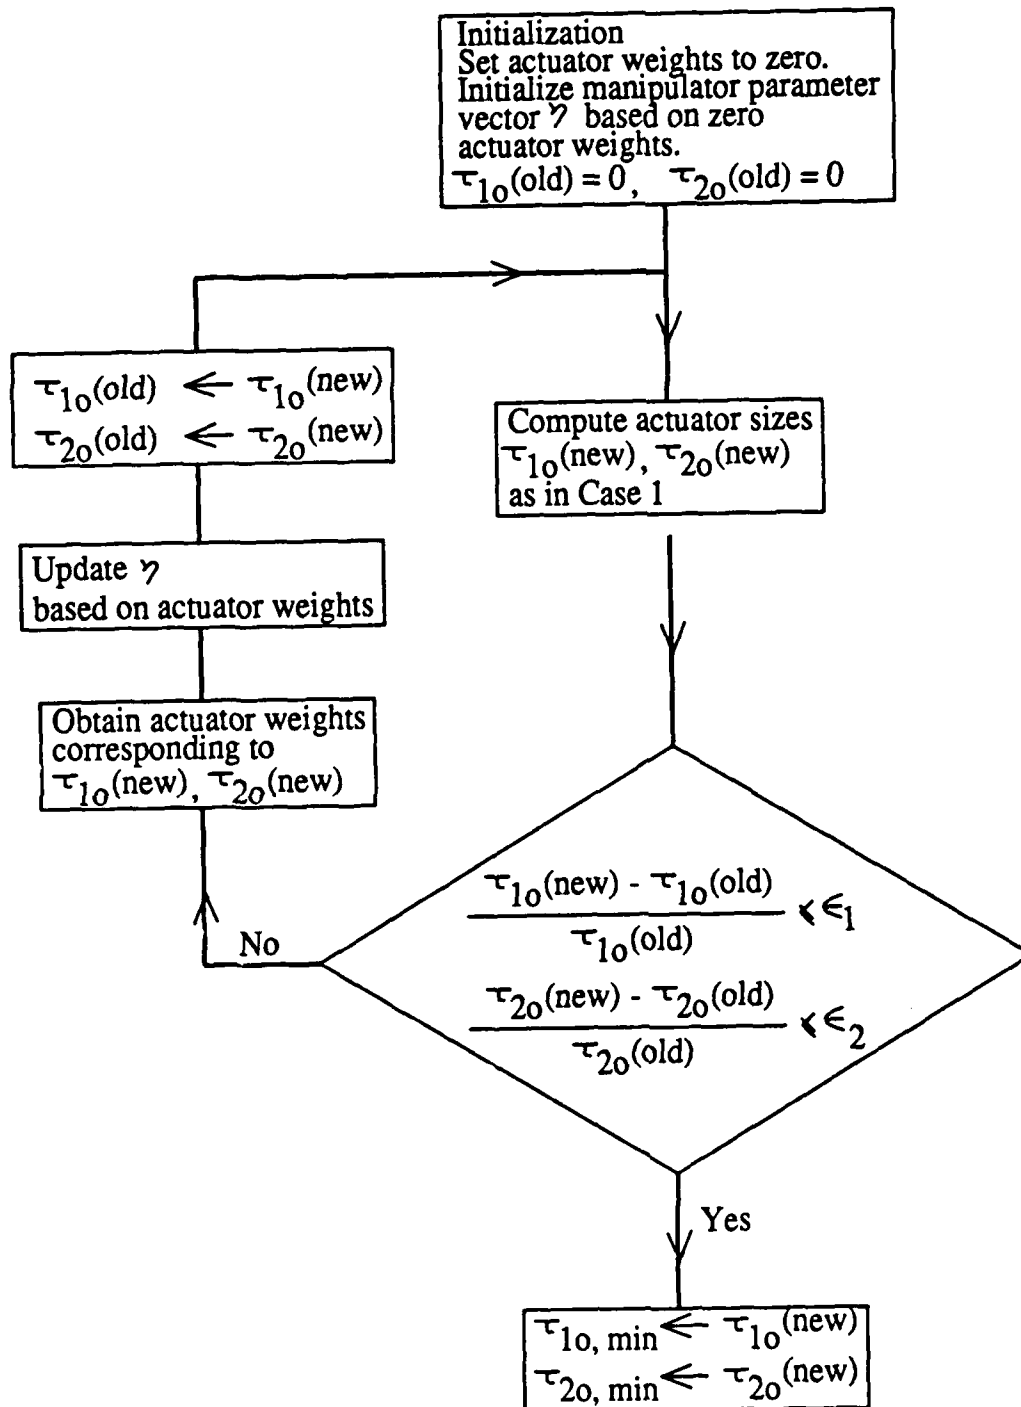 Initialization
Set actuator weights to zero.
Initialize manipulator parameter
vector η based on zero
actuator weights.
τ1o(old) = 0, τ2o(old) = 0
τ1o(old) ← τ1o(new)
τ2o(old) ← τ2o(new)
Compute actuator sizes
τ1o(new), τ2o(new)
as in Case 1
Update η
based on actuator weights
Obtain actuator weights
corresponding to
τ1o(new), τ2o(new)
τ1o(new) - τ1o(old)
τ1o(old)
< ϵ1
No
τ2o(new) - τ2o(old)
τ2o(old)
< ϵ2
Yes
τ1o, min ← τ1o(new)
τ2o, min ← τ2o(new)